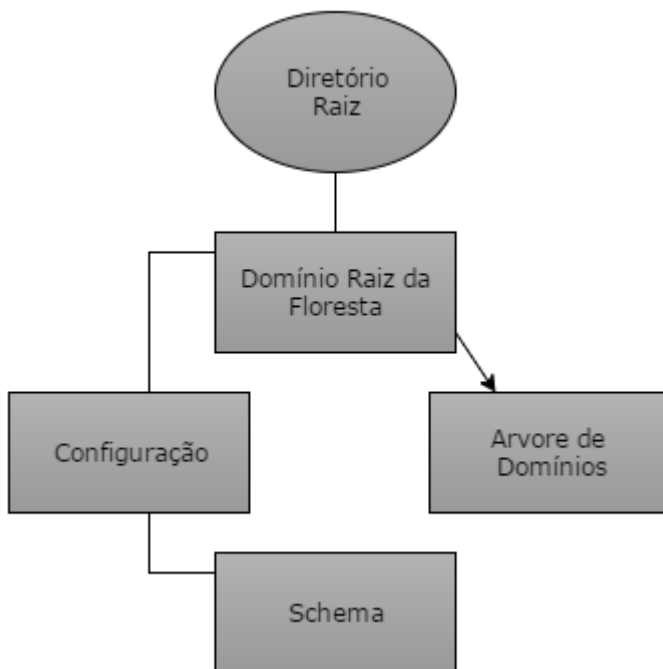 Diretório
Raiz
Domínio Raiz da
Floresta
Configuração
Arvore de
Domínios
Schema